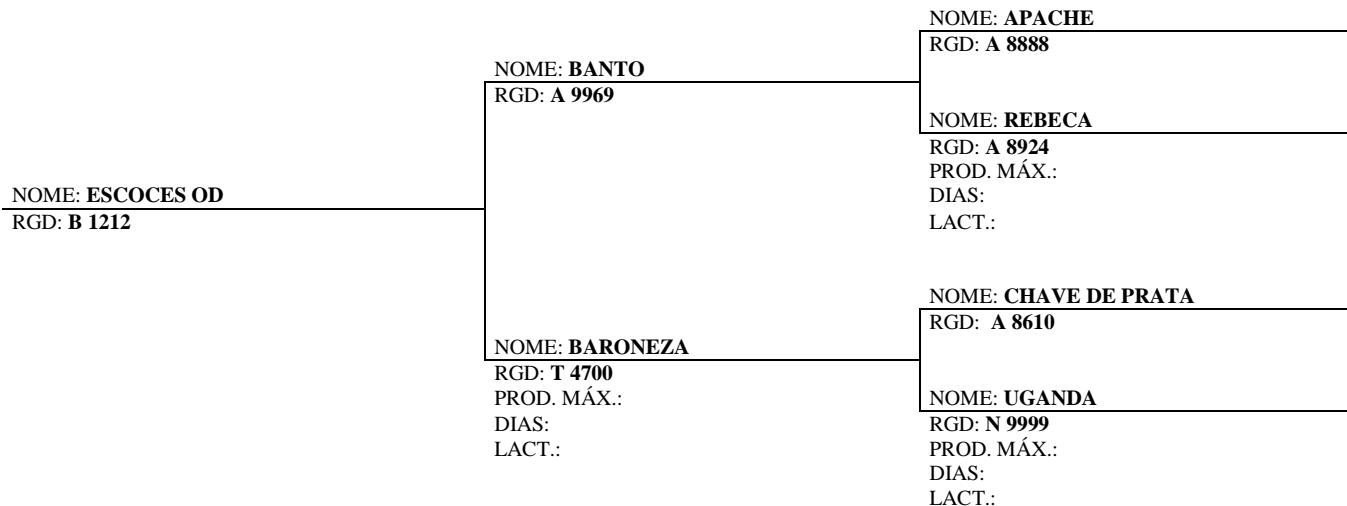 NOME: APACHE
RGD: A 8888
NOME: BANTO
RGD: A 9969
NOME: REBECA
RGD: A 8924
PROD. MÁX.:
DIAS:
LACT.:
NOME: ESCOCES OD
RGD: B 1212
NOME: CHAVE DE PRATA
RGD: A 8610
NOME: BARONEZA
RGD: T 4700
PROD. MÁX.:
DIAS:
LACT.:
NOME: UGANDA
RGD: N 9999
PROD. MÁX.:
DIAS:
LACT.: